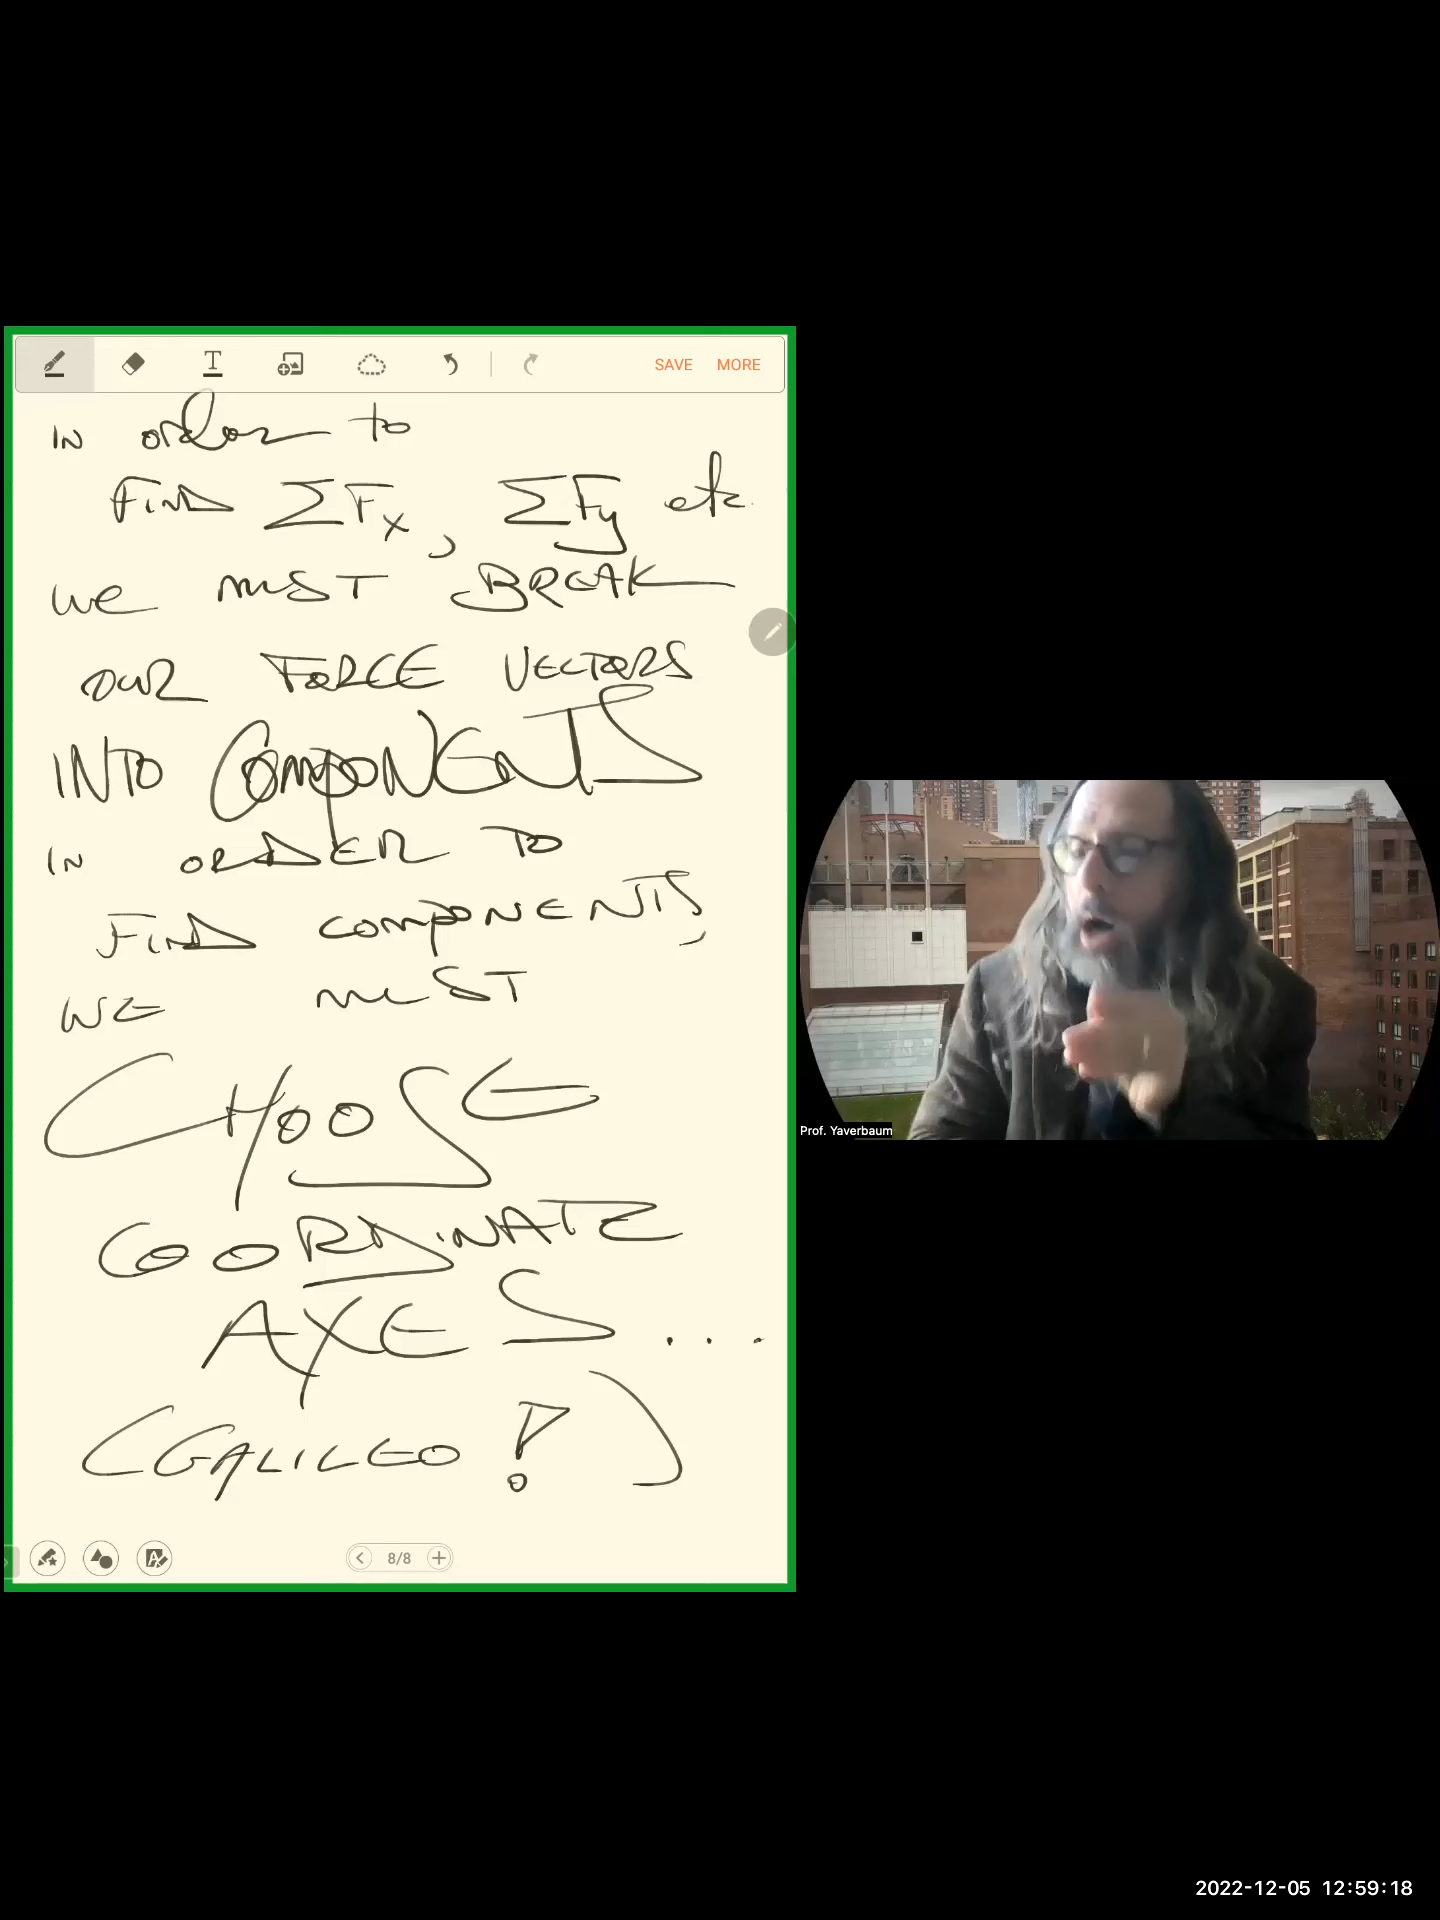 T
SAVE MORE
IN order to
FIND ΣFx, ΣFy etc.
WE MUST BREAK
OUR FORCE VECTORS
INTO COMPONENTS
IN ORDER TO
FIND COMPONENTS,
WE MUST
CHOOSE
COORDINATE
AXES...
(GALILEO!)
8/8
Prof. Yaverbaum
2022-12-05 12:59:18